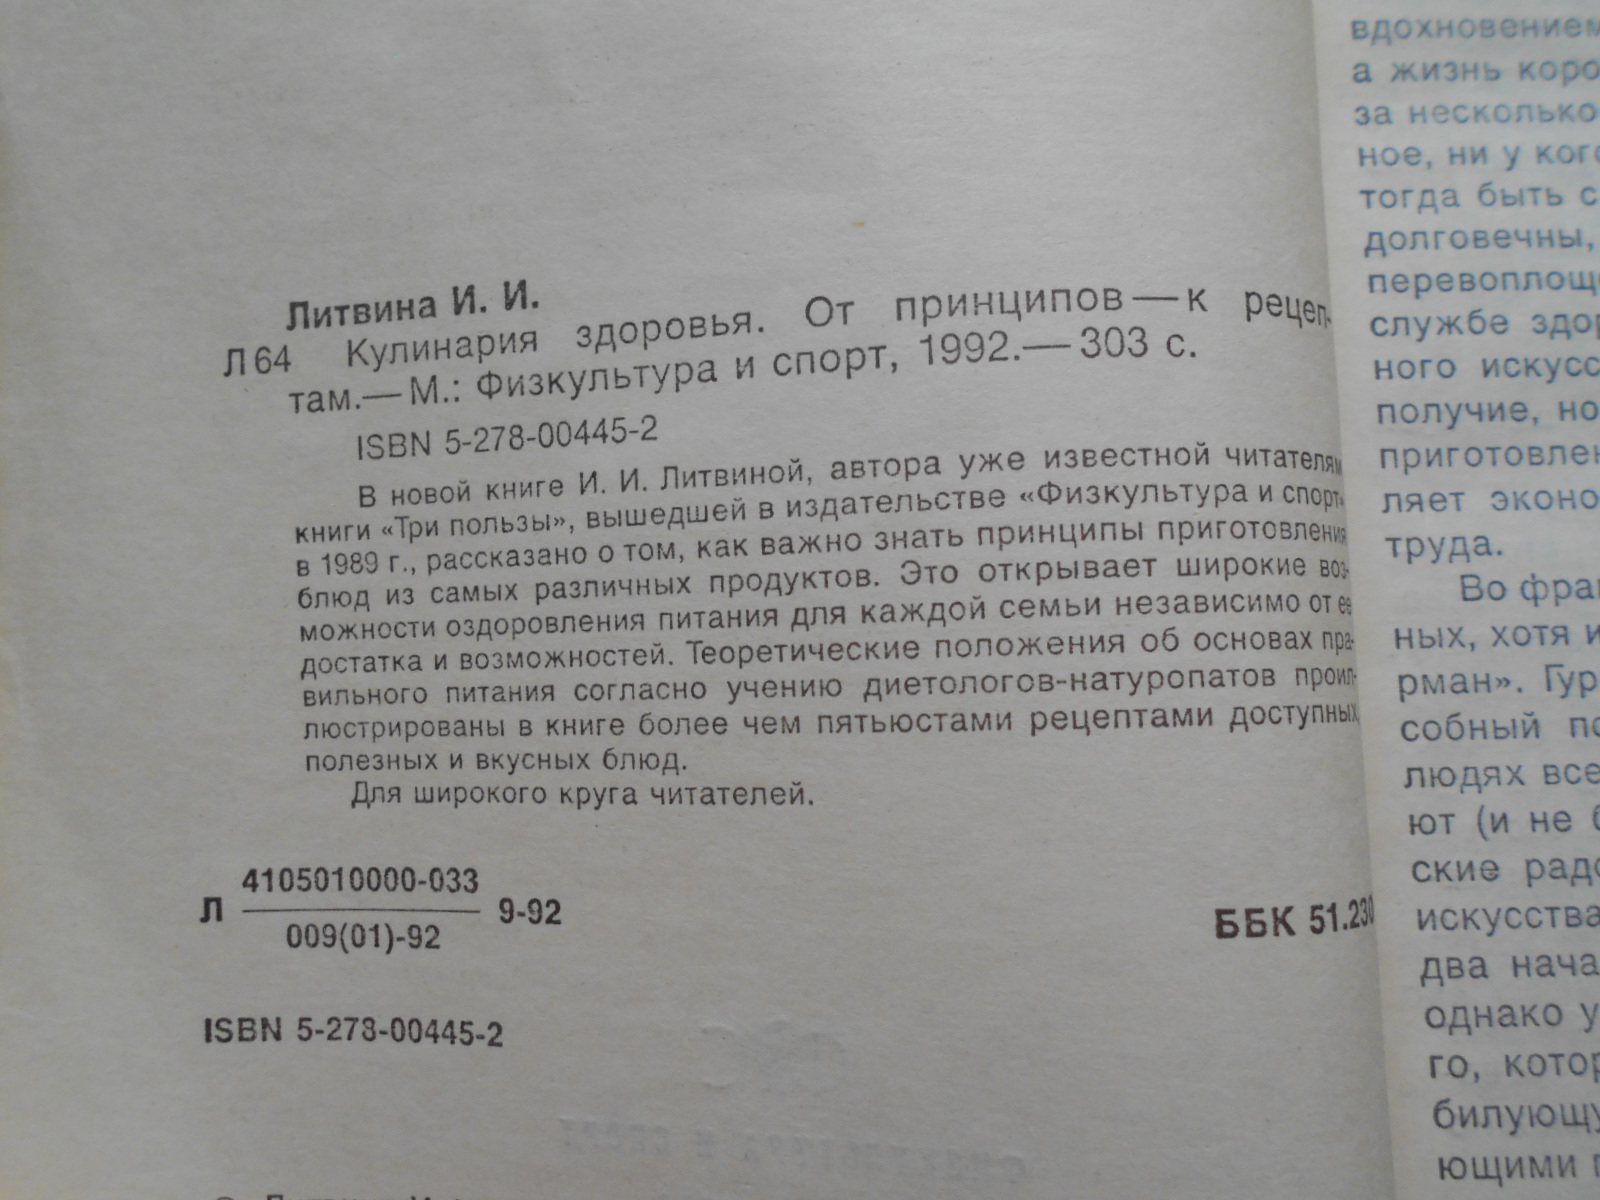 Литвина И. И.
Л 64 Кулинария здоровья. От принципов — к рецеп-
там.— М.: Физкультура и спорт, 1992.— 303 с.
ISBN 5-278-00445-2
В новой книге И. И. Литвиной, автора уже известной читателям
книги «Три пользы», вышедшей в издательстве «Физкультура и спорт»
в 1989 г., рассказано о том, как важно знать принципы приготовления
блюд из самых различных продуктов. Это открывает широкие воз-
можности оздоровления питания для каждой семьи независимо от ее
достатка и возможностей. Теоретические положения об основах пра-
вильного питания согласно учению диетологов-натуропатов проил-
люстрированы в книге более чем пятьюстами рецептами доступных,
полезных и вкусных блюд.
Для широкого круга читателей.
Л 4105010000-033
009(01)-92
9-92
ББК 51.230
ISBN 5-278-00445-2
вдохновением
а жизнь коро
за несколько
ное, ни у кого
тогда быть с
долговечны,
перевоплоще
службе здор
ного искусс
получие, но
приготовлен
ляет эконо
труда.
Во фран
ных, хотя и
рман». Гур
собный по
людях все
ют (и не б
ские радо
искусства
два нача
однако у
го, котор
билующу
ющими п